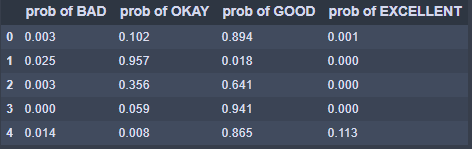 prob of BAD prob of OKAY prob of GOOD prob of EXCELLENT
0 0.003 0.102 0.894 0.001
1 0.025 0.957 0.018 0.000
2 0.003 0.356 0.641 0.000
3 0.000 0.059 0.941 0.000
4 0.014 0.008 0.865 0.113